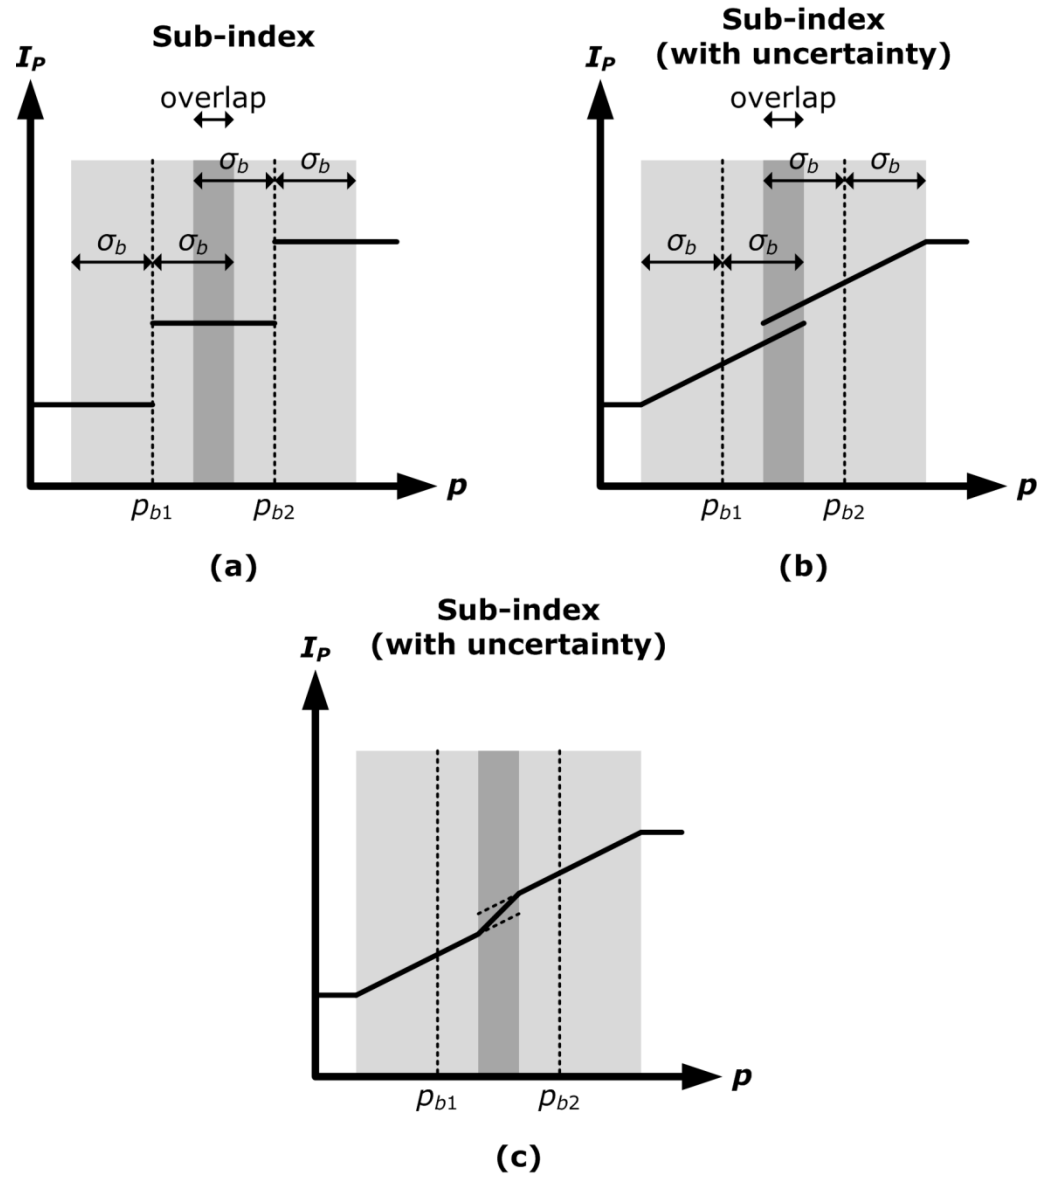 Sub-index
I_P
overlap
σ_b σ_b
σ_b σ_b
p
p_b1 p_b2
(a)
Sub-index
(with uncertainty)
I_P
overlap
σ_b σ_b
σ_b σ_b
p
p_b1 p_b2
(b)
Sub-index
(with uncertainty)
I_P
p
p_b1 p_b2
(c)